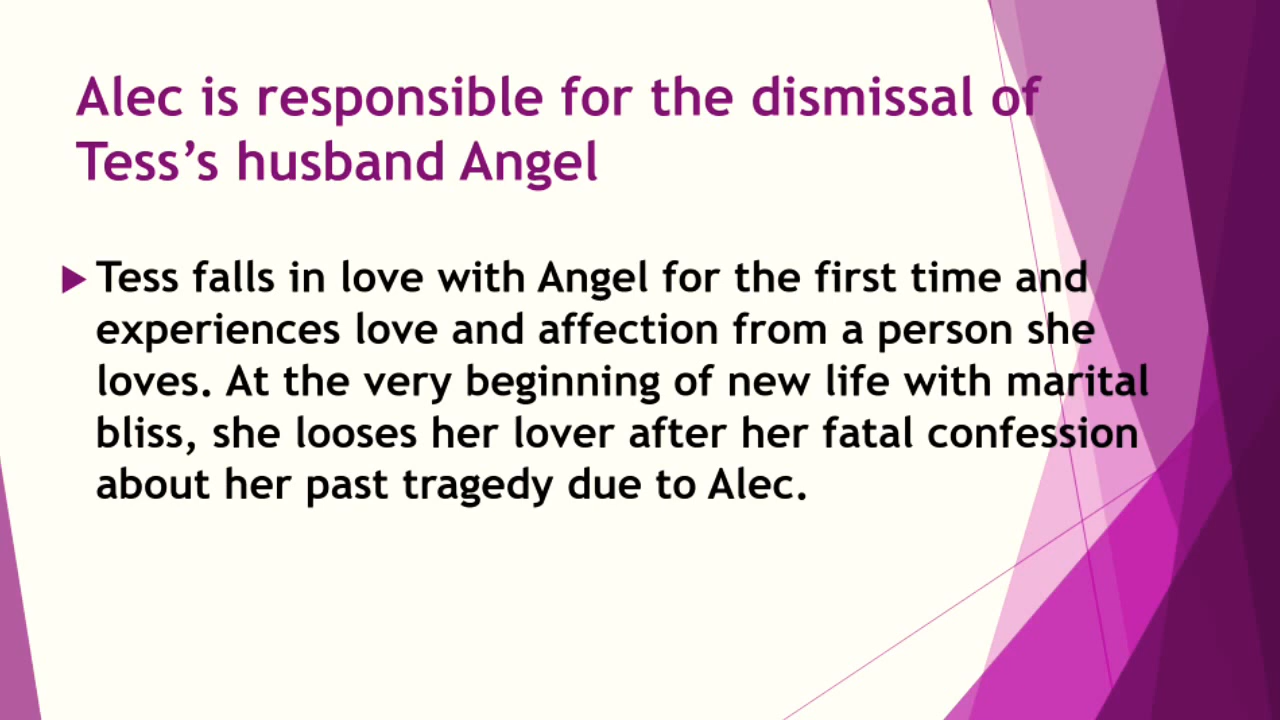 Alec is responsible for the dismissal of
Tess’s husband Angel
Tess falls in love with Angel for the first time and
experiences love and affection from a person she
loves. At the very beginning of new life with marital
bliss, she looses her lover after her fatal confession
about her past tragedy due to Alec.